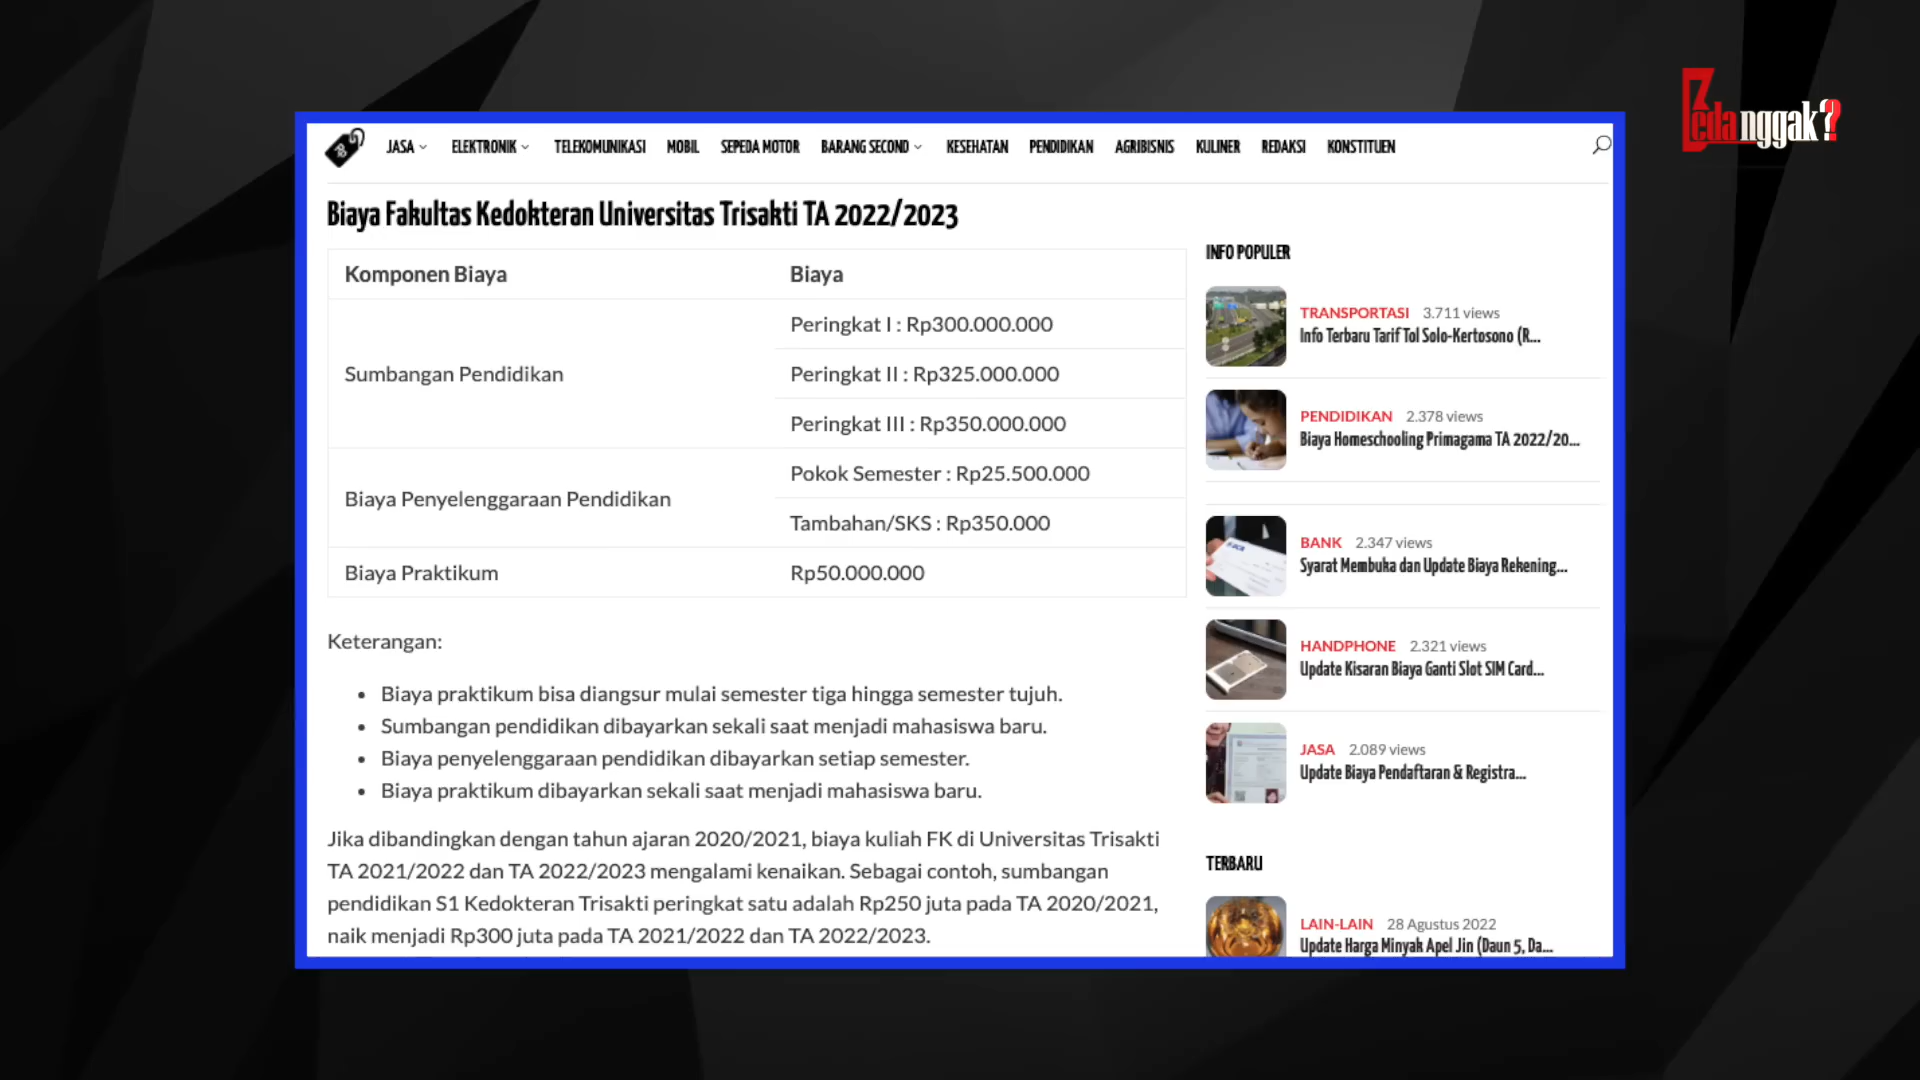 Bedanggak?
JASA ELEKTRONIK TELEKOMUNIKASI MOBIL SEPEDA MOTOR BARANG SECOND KESEHATAN PENDIDIKAN AGRIBISNIS KULINER REDAKSI KONSTITUEN
Biaya Fakultas Kedokteran Universitas Trisakti TA 2022/2023
Komponen Biaya Biaya
Sumbangan Pendidikan
Peringkat I : Rp300.000.000
Peringkat II : Rp325.000.000
Peringkat III : Rp350.000.000
Biaya Penyelenggaraan Pendidikan
Pokok Semester : Rp25.500.000
Tambahan/SKS : Rp350.000
Biaya Praktikum Rp50.000.000
Keterangan:
• Biaya praktikum bisa diangsur mulai semester tiga hingga semester tujuh.
• Sumbangan pendidikan dibayarkan sekali saat menjadi mahasiswa baru.
• Biaya penyelenggaraan pendidikan dibayarkan setiap semester.
• Biaya praktikum dibayarkan sekali saat menjadi mahasiswa baru.
Jika dibandingkan dengan tahun ajaran 2020/2021, biaya kuliah FK di Universitas Trisakti
TA 2021/2022 dan TA 2022/2023 mengalami kenaikan. Sebagai contoh, sumbangan
pendidikan S1 Kedokteran Trisakti peringkat satu adalah Rp250 juta pada TA 2020/2021,
naik menjadi Rp300 juta pada TA 2021/2022 dan TA 2022/2023.
INFO POPULER
TRANSPORTASI 3.711 views
Info Terbaru Tarif Tol Solo-Kertosono (R...
PENDIDIKAN 2.378 views
Biaya Homeschooling Primagama TA 2022/20...
BANK 2.347 views
Syarat Membuka dan Update Biaya Rekening...
HANDPHONE 2.321 views
Update Kisaran Biaya Ganti Slot SIM Card...
JASA 2.089 views
Update Biaya Pendaftaran & Registra...
TERBARU
LAIN-LAIN 28 Agustus 2022
Update Harga Minyak Apel Jin (Daun 5, Da...